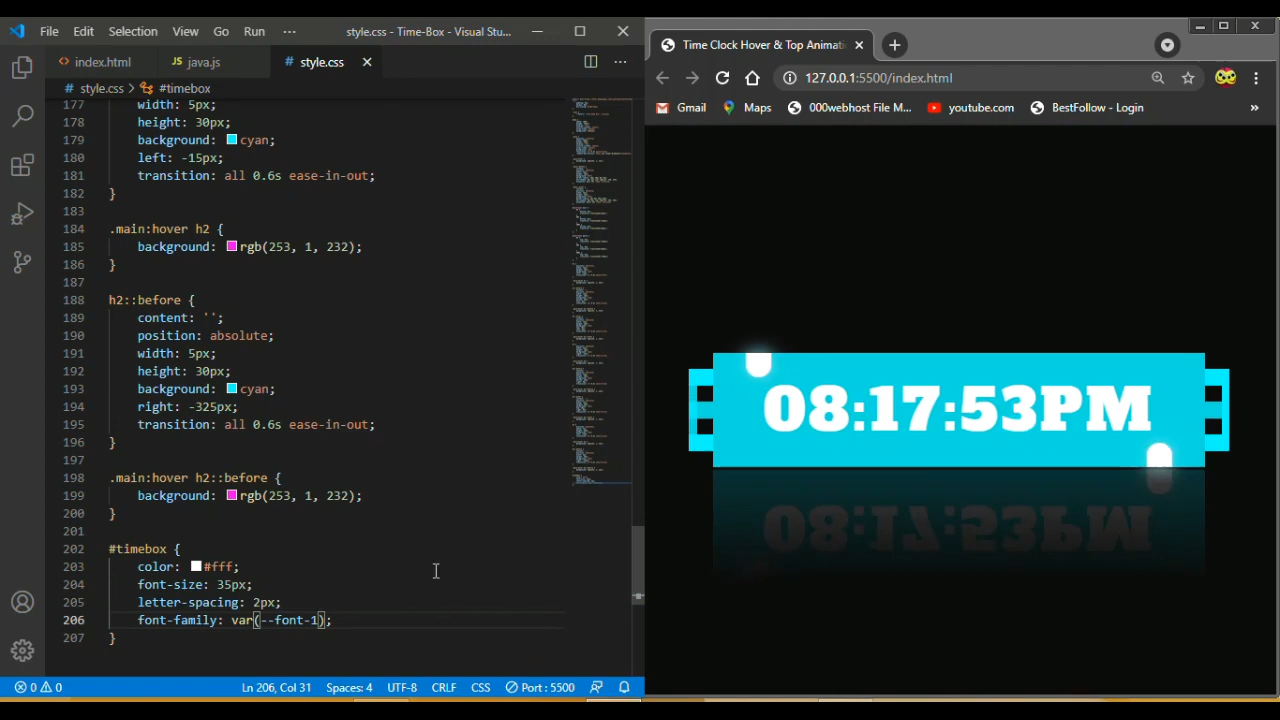 File Edit Selection View Go Run ··· style.css - Time-Box - Visual Stu...
index.html java.js style.css
# style.css > #timebox
177 width: 5px;
178 height: 30px;
179 background: cyan;
180 left: -15px;
181 transition: all 0.6s ease-in-out;
182 }
183
184 .main:hover h2 {
185 background: rgb(253, 1, 232);
186 }
187
188 h2::before {
189 content: '';
190 position: absolute;
191 width: 5px;
192 height: 30px;
193 background: cyan;
194 right: -325px;
195 transition: all 0.6s ease-in-out;
196 }
197
198 .main:hover h2::before {
199 background: rgb(253, 1, 232);
200 }
201
202 #timebox {
203 color: #fff;
204 font-size: 35px;
205 letter-spacing: 2px;
206 font-family: var(--font-1);
207 }
0 0 Ln 206, Col 31 Spaces: 4 UTF-8 CRLF CSS Port : 5500
Time Clock Hover & Top Animati
127.0.0.1:5500/index.html
Gmail Maps 000webhost File M... youtube.com BestFollow - Login »
08:17:53PM
08:17:53PM